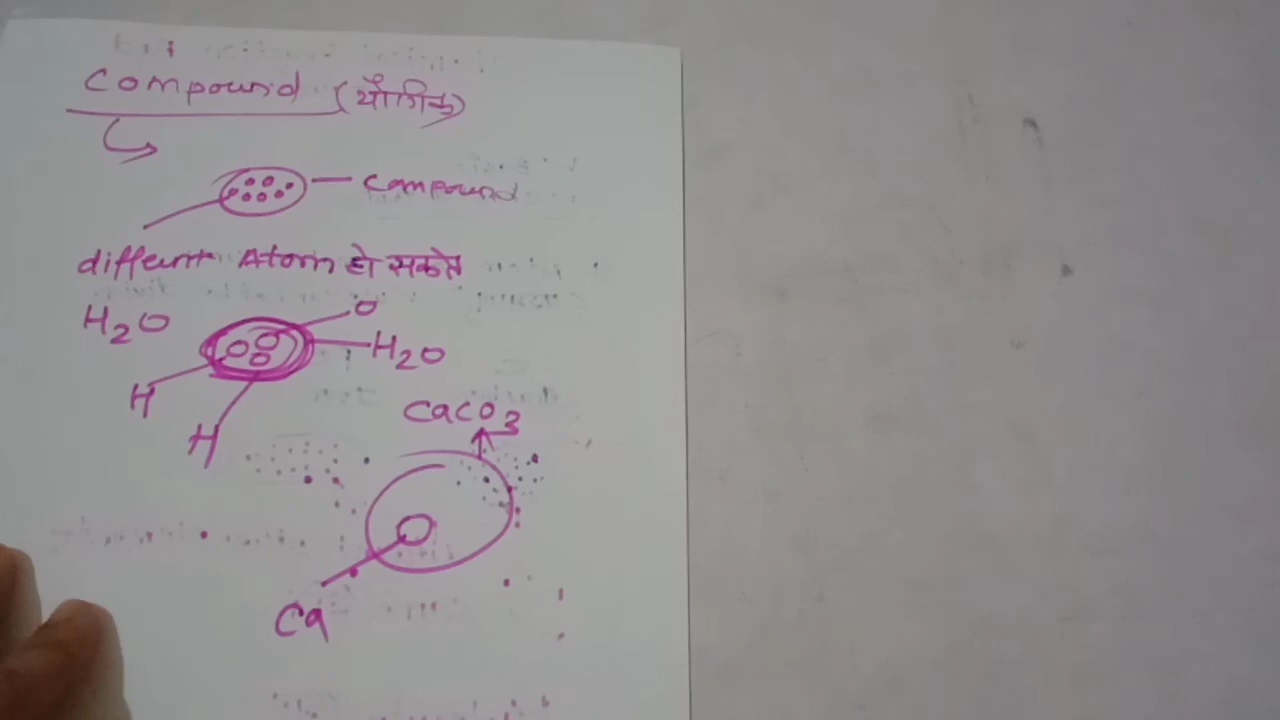 Compound (यौगिक)
Compound
different Atom हो सकते
H2O
O
H2O
H
H
CaCO3
Ca